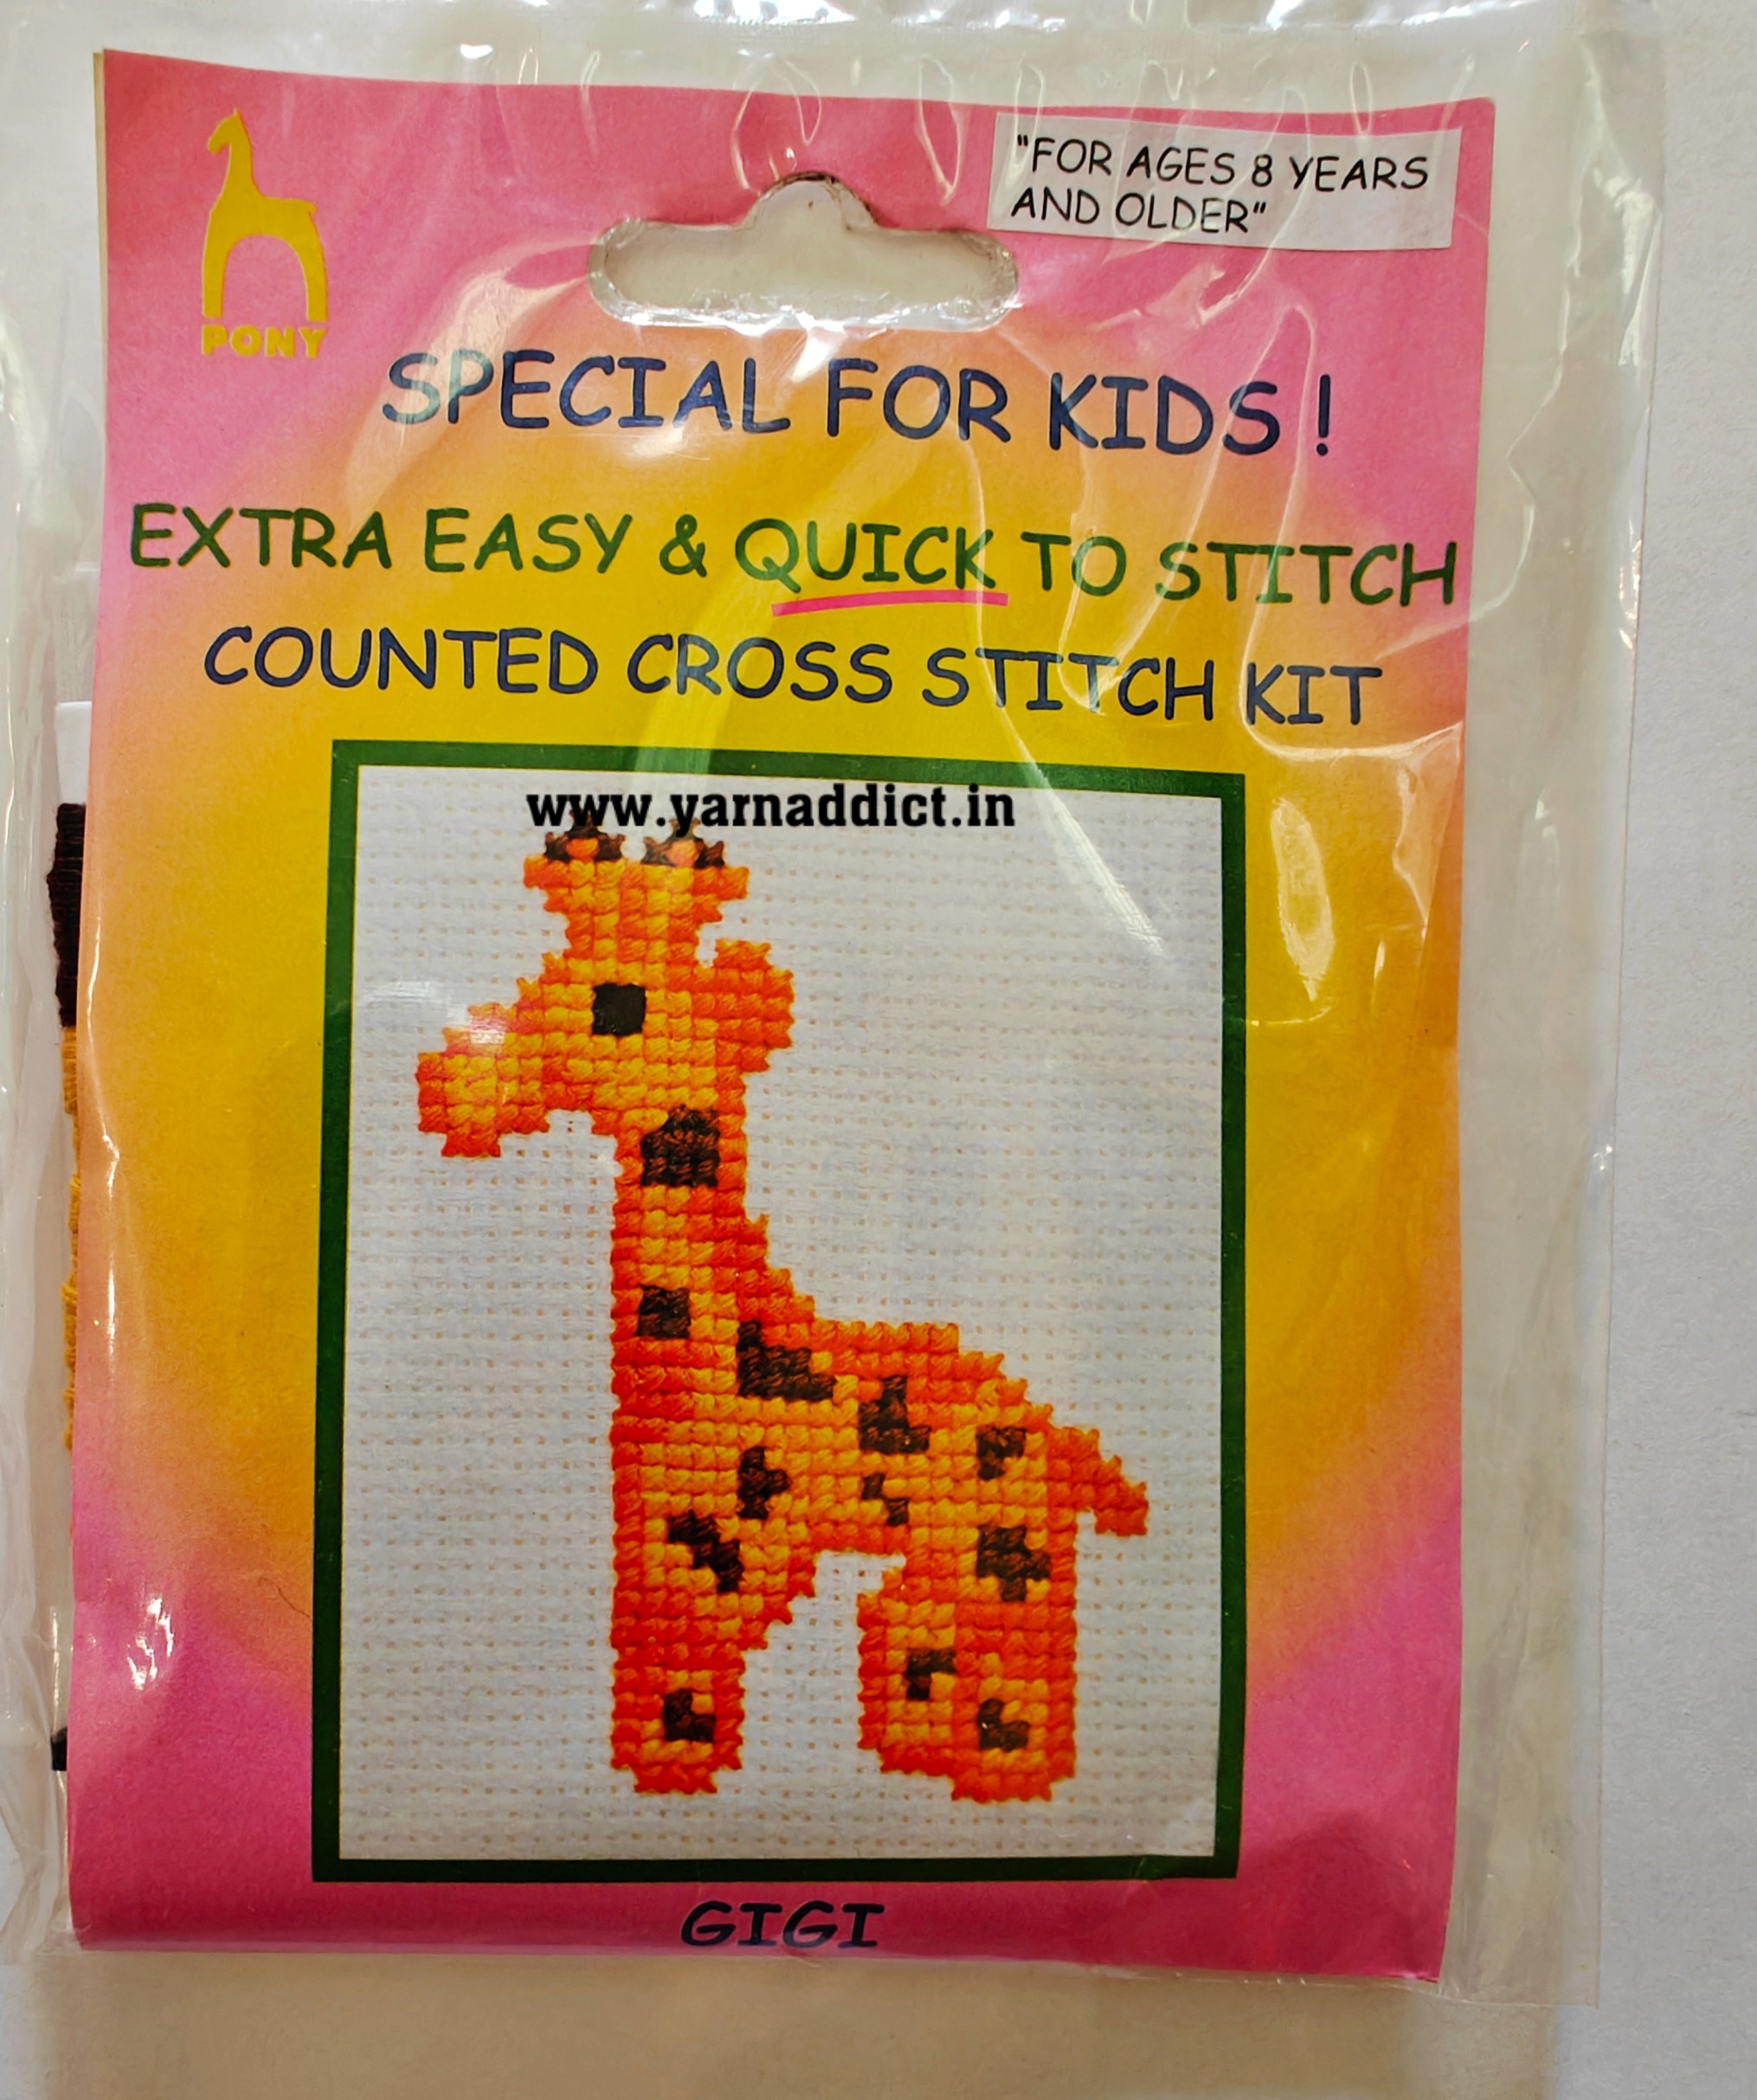 PONY
"FOR AGES 8 YEARS
AND OLDER"
SPECIAL FOR KIDS !
EXTRA EASY & QUICK TO STITCH
COUNTED CROSS STITCH KIT
www.yarnaddict.in
GIGI